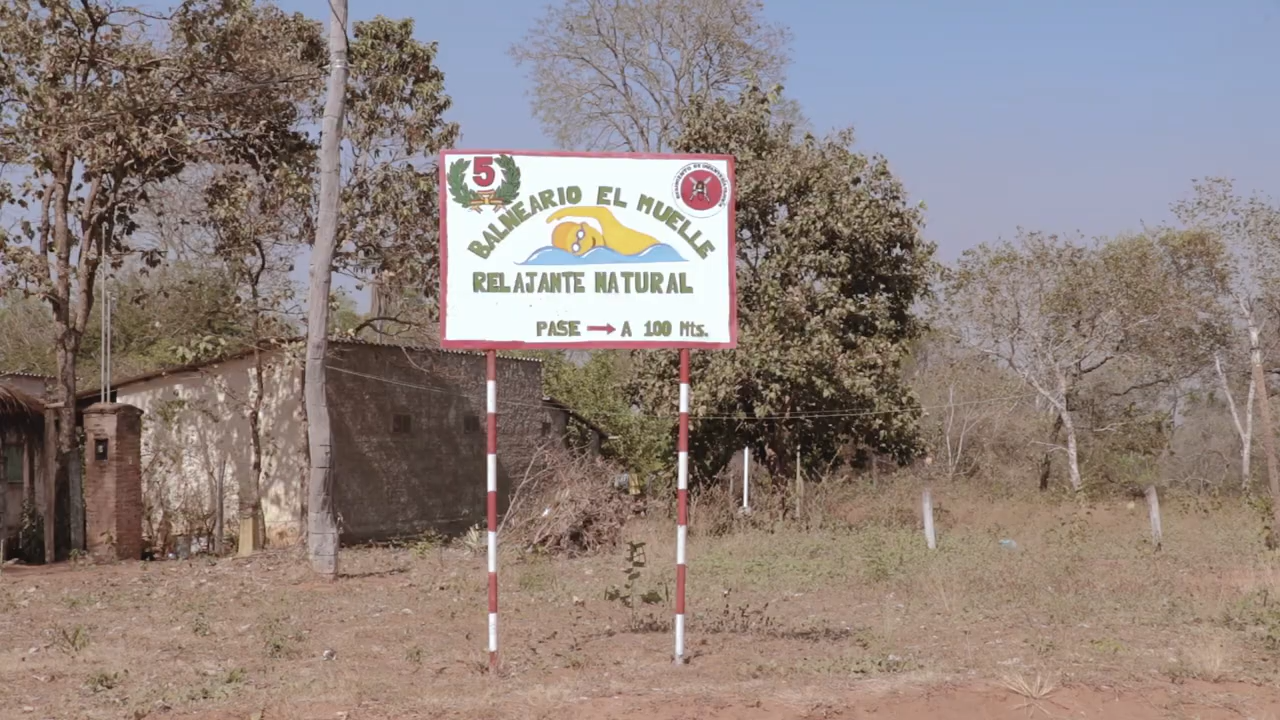 5
BALNEARIO EL MUELLE
RELAJANTE NATURAL
PASE → A 100 Mts.